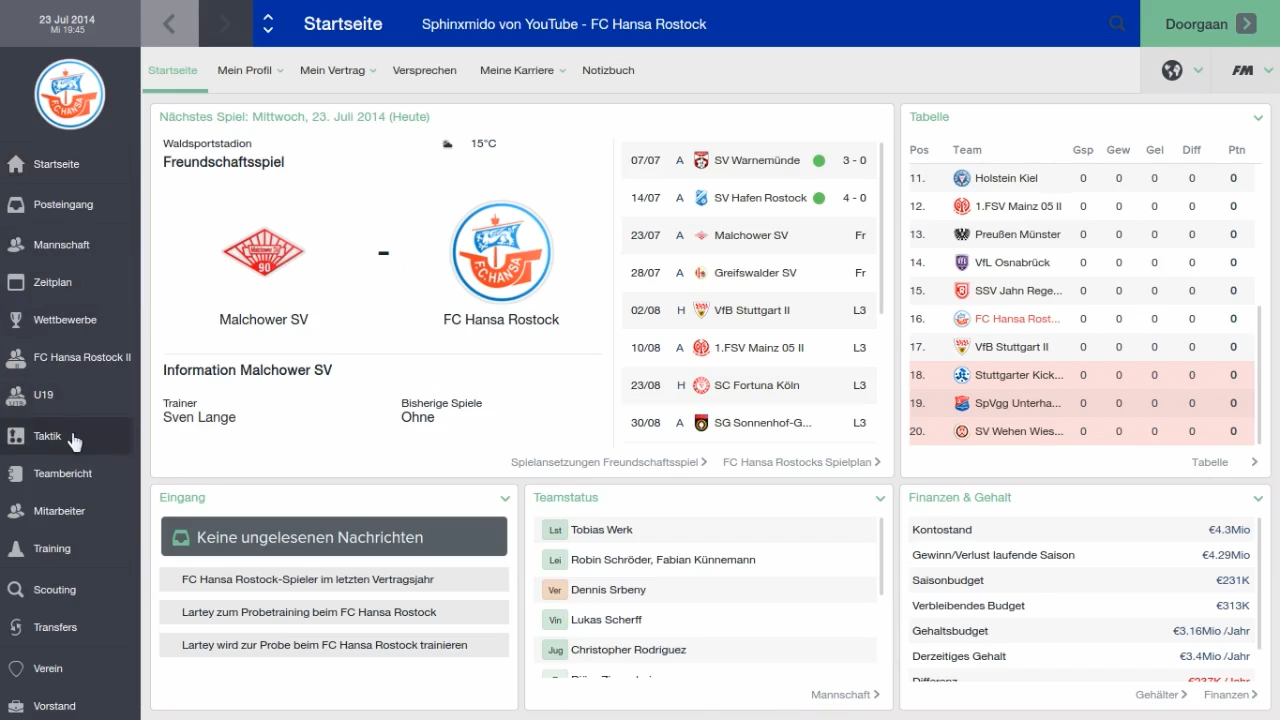 23 Jul 2014
Mi 19:45
Startseite
Sphinxmido von YouTube - FC Hansa Rostock
Doorgaan
Startseite
Mein Profil
Mein Vertrag
Versprechen
Meine Karriere
Notizbuch
FM
F.C. HANSA
Startseite
Posteingang
Mannschaft
Zeitplan
Wettbewerbe
FC Hansa Rostock II
U19
Taktik
Teambericht
Mitarbeiter
Training
Scouting
Transfers
Verein
Vorstand
Nächstes Spiel: Mittwoch, 23. Juli 2014 (Heute)
Waldsportstadion
15°C
Freundschaftsspiel
Malchower SV
90
-
F.C. HANSA
Malchower SV
FC Hansa Rostock
Information Malchower SV
Trainer
Sven Lange
Bisherige Spiele
Ohne
07/07 A SV Warnemünde 3 - 0
14/07 A SV Hafen Rostock 4 - 0
23/07 A Malchower SV Fr
28/07 A Greifswalder SV Fr
02/08 H VfB Stuttgart II L3
10/08 A 1.FSV Mainz 05 II L3
23/08 H SC Fortuna Köln L3
30/08 A SG Sonnenhof-G... L3
Spielansetzungen Freundschaftsspiel
FC Hansa Rostocks Spielplan
Tabelle
Pos Team Gsp Gew Gel Diff Ptn
11. Holstein Kiel 0 0 0 0 0
12. 1.FSV Mainz 05 II 0 0 0 0 0
13. Preußen Münster 0 0 0 0 0
14. VfL Osnabrück 0 0 0 0 0
15. SSV Jahn Rege... 0 0 0 0 0
16. FC Hansa Rost... 0 0 0 0 0
17. VfB Stuttgart II 0 0 0 0 0
18. Stuttgarter Kick... 0 0 0 0 0
19. SpVgg Unterha... 0 0 0 0 0
20. SV Wehen Wies... 0 0 0 0 0
Tabelle
Eingang
Keine ungelesenen Nachrichten
FC Hansa Rostock-Spieler im letzten Vertragsjahr
Lartey zum Probetraining beim FC Hansa Rostock
Lartey wird zur Probe beim FC Hansa Rostock trainieren
Teamstatus
Lst Tobias Werk
Lei Robin Schröder, Fabian Künnemann
Ver Dennis Srbeny
Vin Lukas Scherff
Jug Christopher Rodriguez
Mannschaft
Finanzen & Gehalt
Kontostand €4.3Mio
Gewinn/Verlust laufende Saison €4.29Mio
Saisonbudget €231K
Verbleibendes Budget €313K
Gehaltsbudget €3.16Mio /Jahr
Derzeitiges Gehalt €3.4Mio /Jahr
Differenz €237K /Jahr
Gehälter
Finanzen